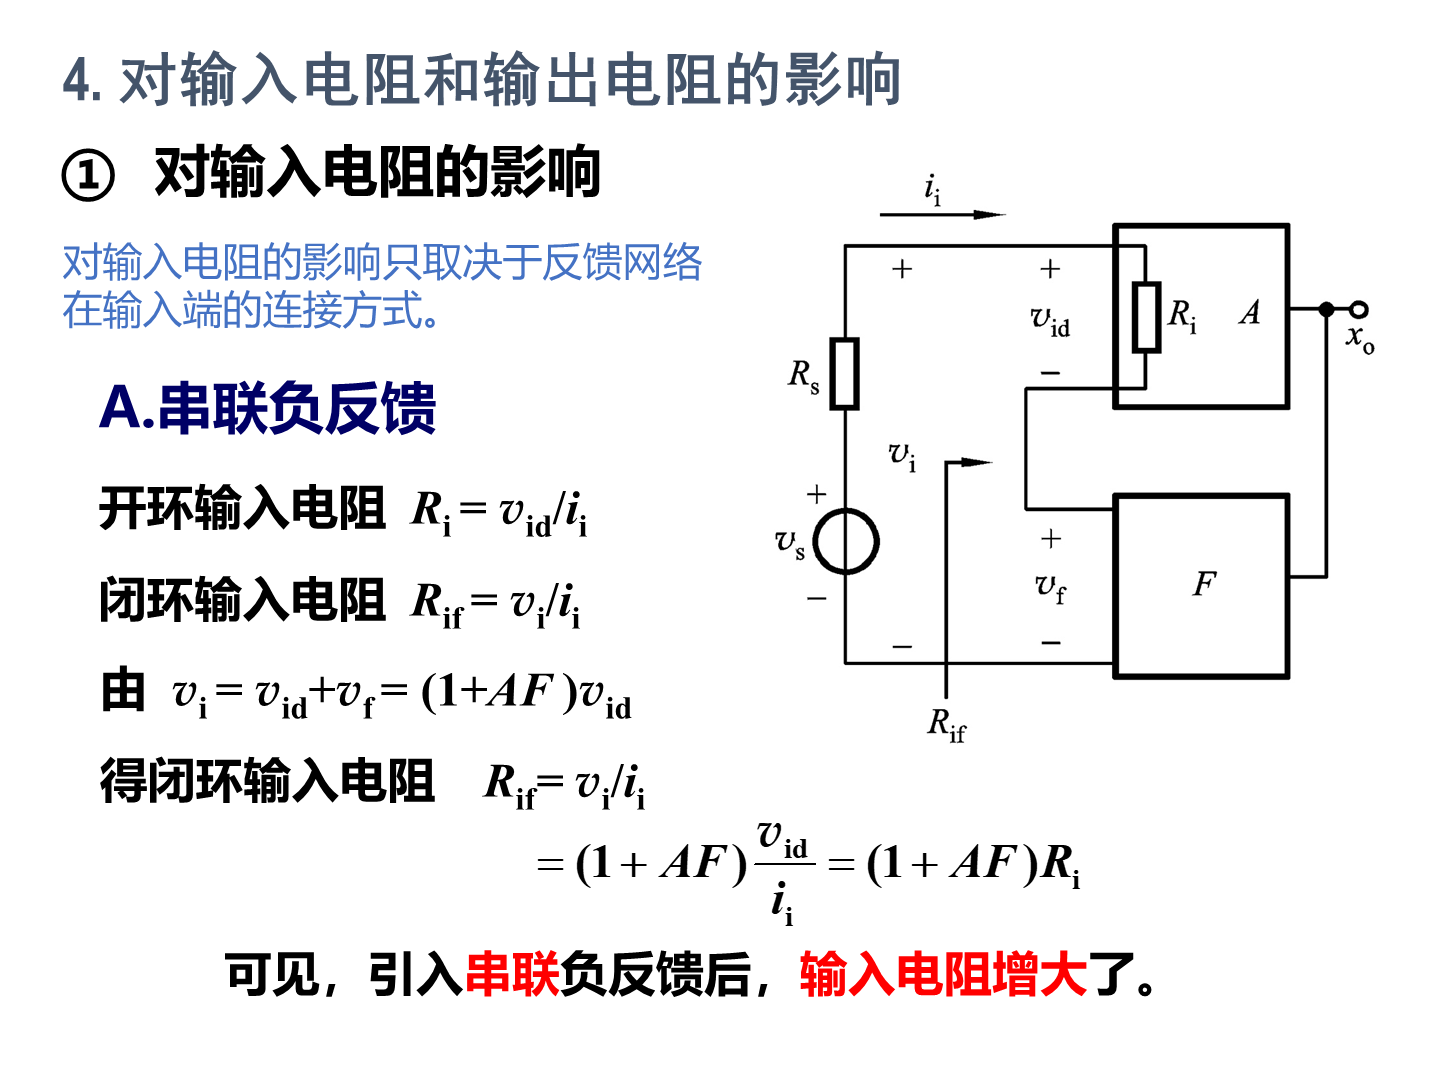 4. 对输入电阻和输出电阻的影响
① 对输入电阻的影响
对输入电阻的影响只取决于反馈网络
在输入端的连接方式。
A.串联负反馈
开环输入电阻 Ri = vid/ii
闭环输入电阻 Rif = vi/ii
由 vi = vid+vf = (1+AF )vid
得闭环输入电阻 Rif= vi/ii
= (1 + AF) vid/ii = (1 + AF)Ri
可见，引入串联负反馈后，输入电阻增大了。
ii
+ +
vid
Ri A
xo
−
Rs
vi
+
vs
−
+
vf
F
− −
Rif